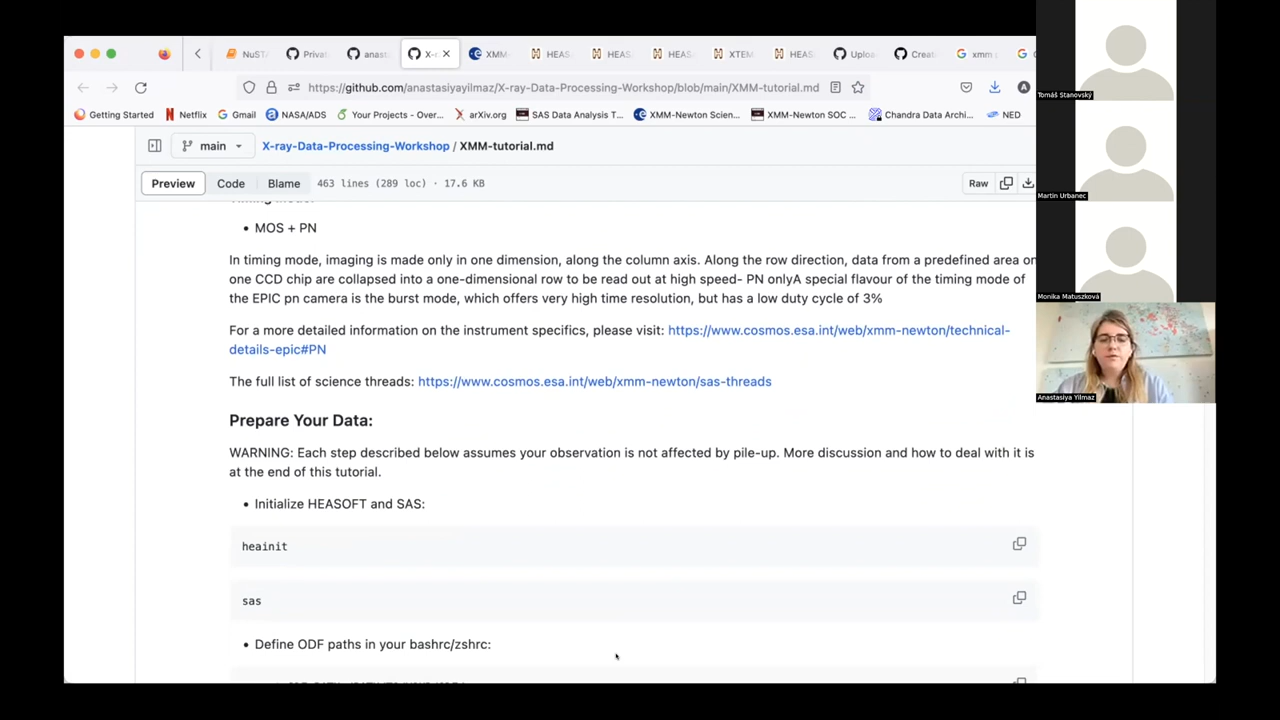 NuST
Priva
anast
X-r
XMM-
HEAS
HEAS
HEAS
XTEM
HEAS
Uploa
Creati
xmm p
https://github.com/anastasiyayilmaz/X-ray-Data-Processing-Workshop/blob/main/XMM-tutorial.md
Getting Started
Netflix
Gmail
NASA/ADS
Your Projects - Over...
arXiv.org
SAS Data Analysis T...
XMM-Newton Scien...
XMM-Newton SOC ...
Chandra Data Archi...
NED
main
X-ray-Data-Processing-Workshop / XMM-tutorial.md
Preview
Code
Blame
463 lines (289 loc) · 17.6 KB
Raw
• MOS + PN
In timing mode, imaging is made only in one dimension, along the column axis. Along the row direction, data from a predefined area on
one CCD chip are collapsed into a one-dimensional row to be read out at high speed- PN onlyA special flavour of the timing mode of
the EPIC pn camera is the burst mode, which offers very high time resolution, but has a low duty cycle of 3%
For a more detailed information on the instrument specifics, please visit: https://www.cosmos.esa.int/web/xmm-newton/technical-
details-epic#PN
The full list of science threads: https://www.cosmos.esa.int/web/xmm-newton/sas-threads
Prepare Your Data:
WARNING: Each step described below assumes your observation is not affected by pile-up. More discussion and how to deal with it is
at the end of this tutorial.
• Initialize HEASOFT and SAS:
heainit
sas
• Define ODF paths in your bashrc/zshrc:
Tomáš Stanovský
Martin Urbanec
Monika Matuszková
Anastasiya Yilmaz